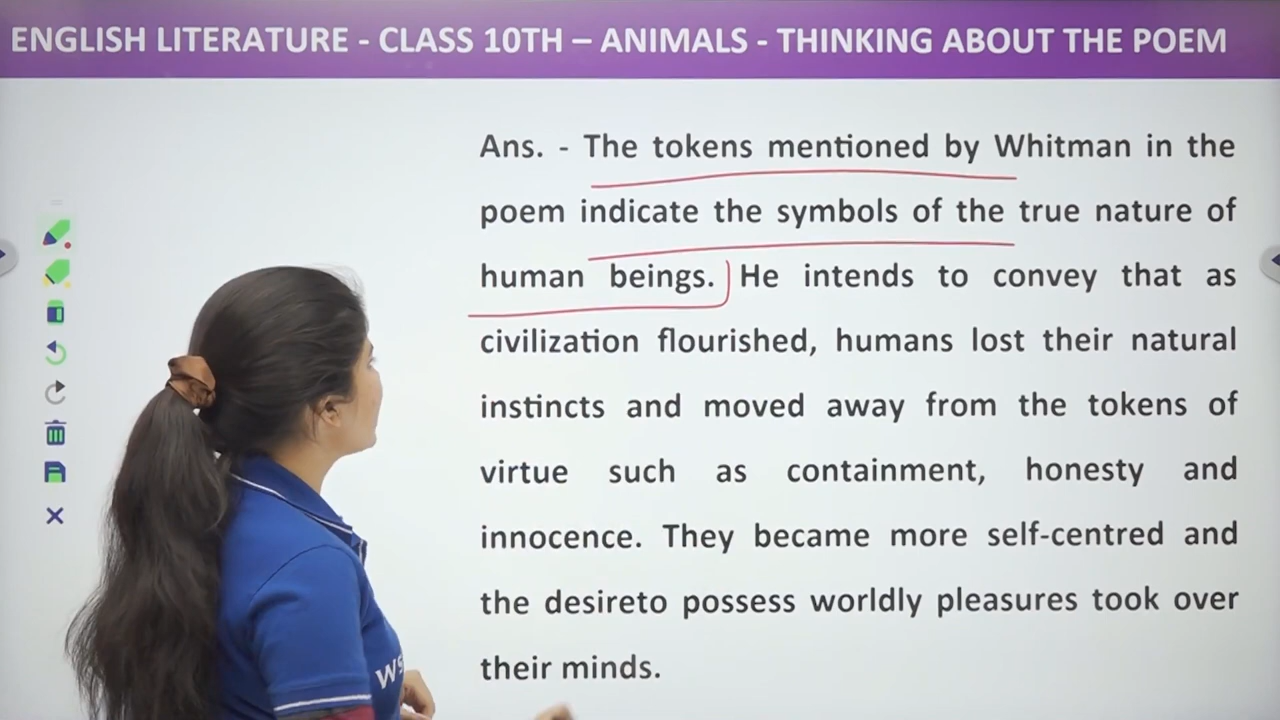 ENGLISH LITERATURE - CLASS 10TH – ANIMALS - THINKING ABOUT THE POEM
Ans. - The tokens mentioned by Whitman in the
poem indicate the symbols of the true nature of
human beings. He intends to convey that as
civilization flourished, humans lost their natural
instincts and moved away from the tokens of
virtue such as containment, honesty and
innocence. They became more self-centred and
the desireto possess worldly pleasures took over
their minds.